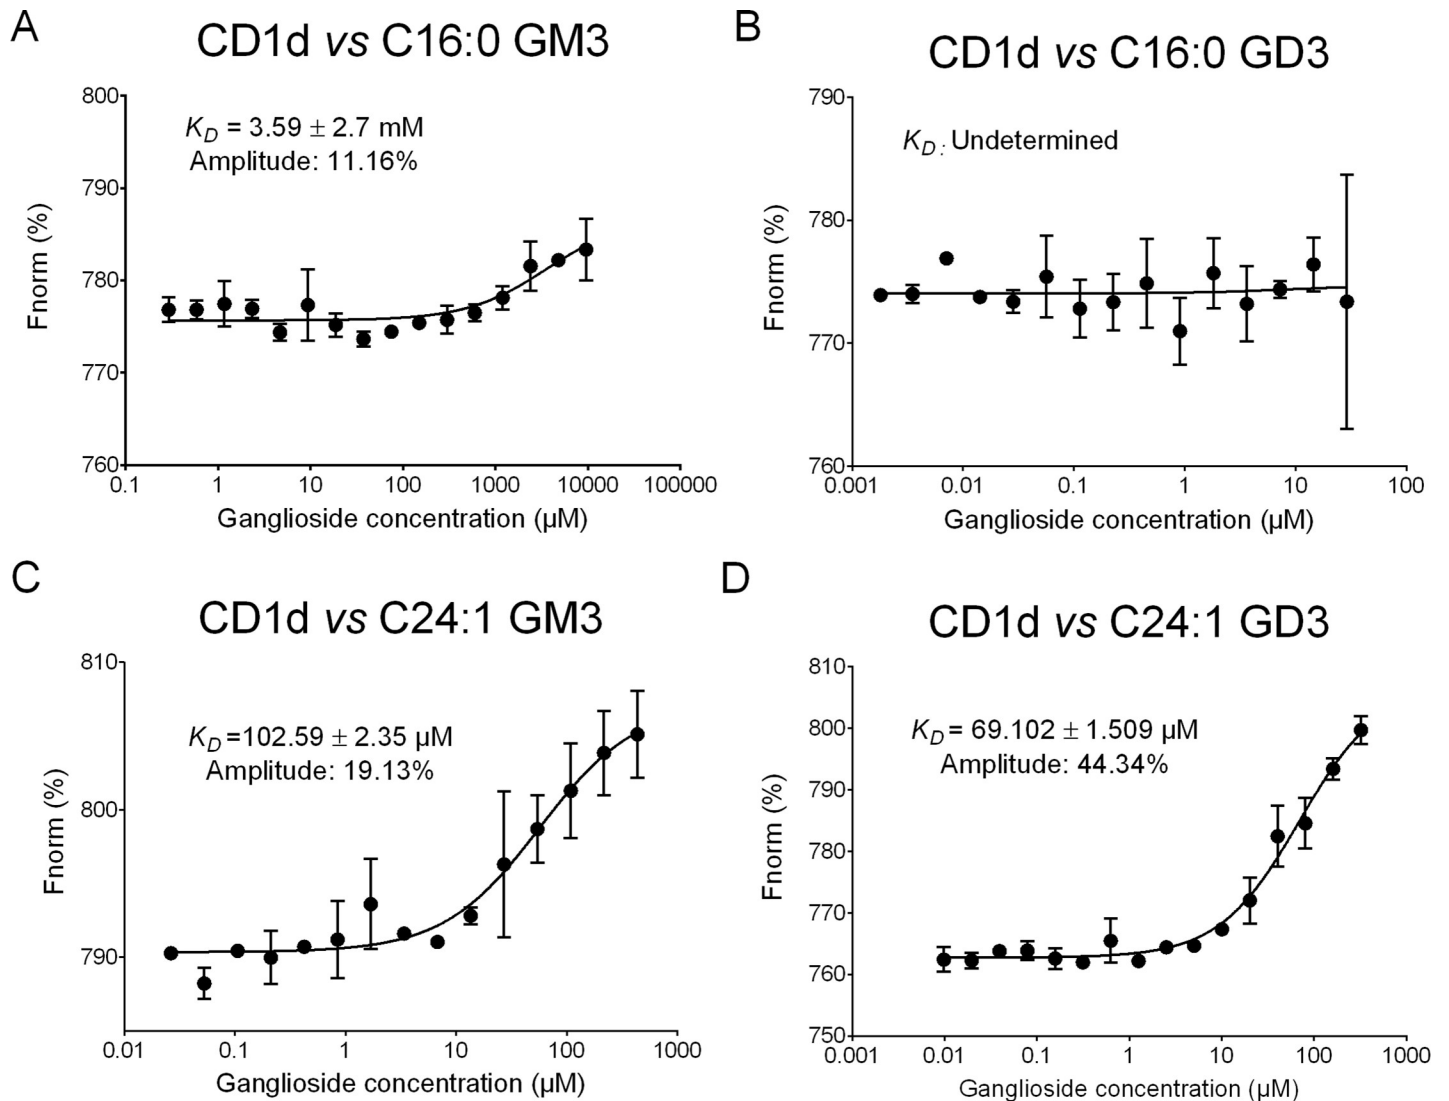 A
CD1d vs C16:0 GM3
800
790
780
770
760
Fnorm (%)
K_D = 3.59 ± 2.7 mM
Amplitude: 11.16%
0.1 1 10 100 1000 10000 100000
Ganglioside concentration (µM)
B
CD1d vs C16:0 GD3
790
780
770
760
Fnorm (%)
K_D : Undetermined
0.001 0.01 0.1 1 10 100
Ganglioside concentration (µM)
C
CD1d vs C24:1 GM3
810
800
790
Fnorm (%)
K_D =102.59 ± 2.35 µM
Amplitude: 19.13%
0.01 0.1 1 10 100 1000
Ganglioside concentration (µM)
D
CD1d vs C24:1 GD3
810
800
790
780
770
760
750
Fnorm (%)
K_D = 69.102 ± 1.509 µM
Amplitude: 44.34%
0.001 0.01 0.1 1 10 100 1000
Ganglioside concentration (µM)